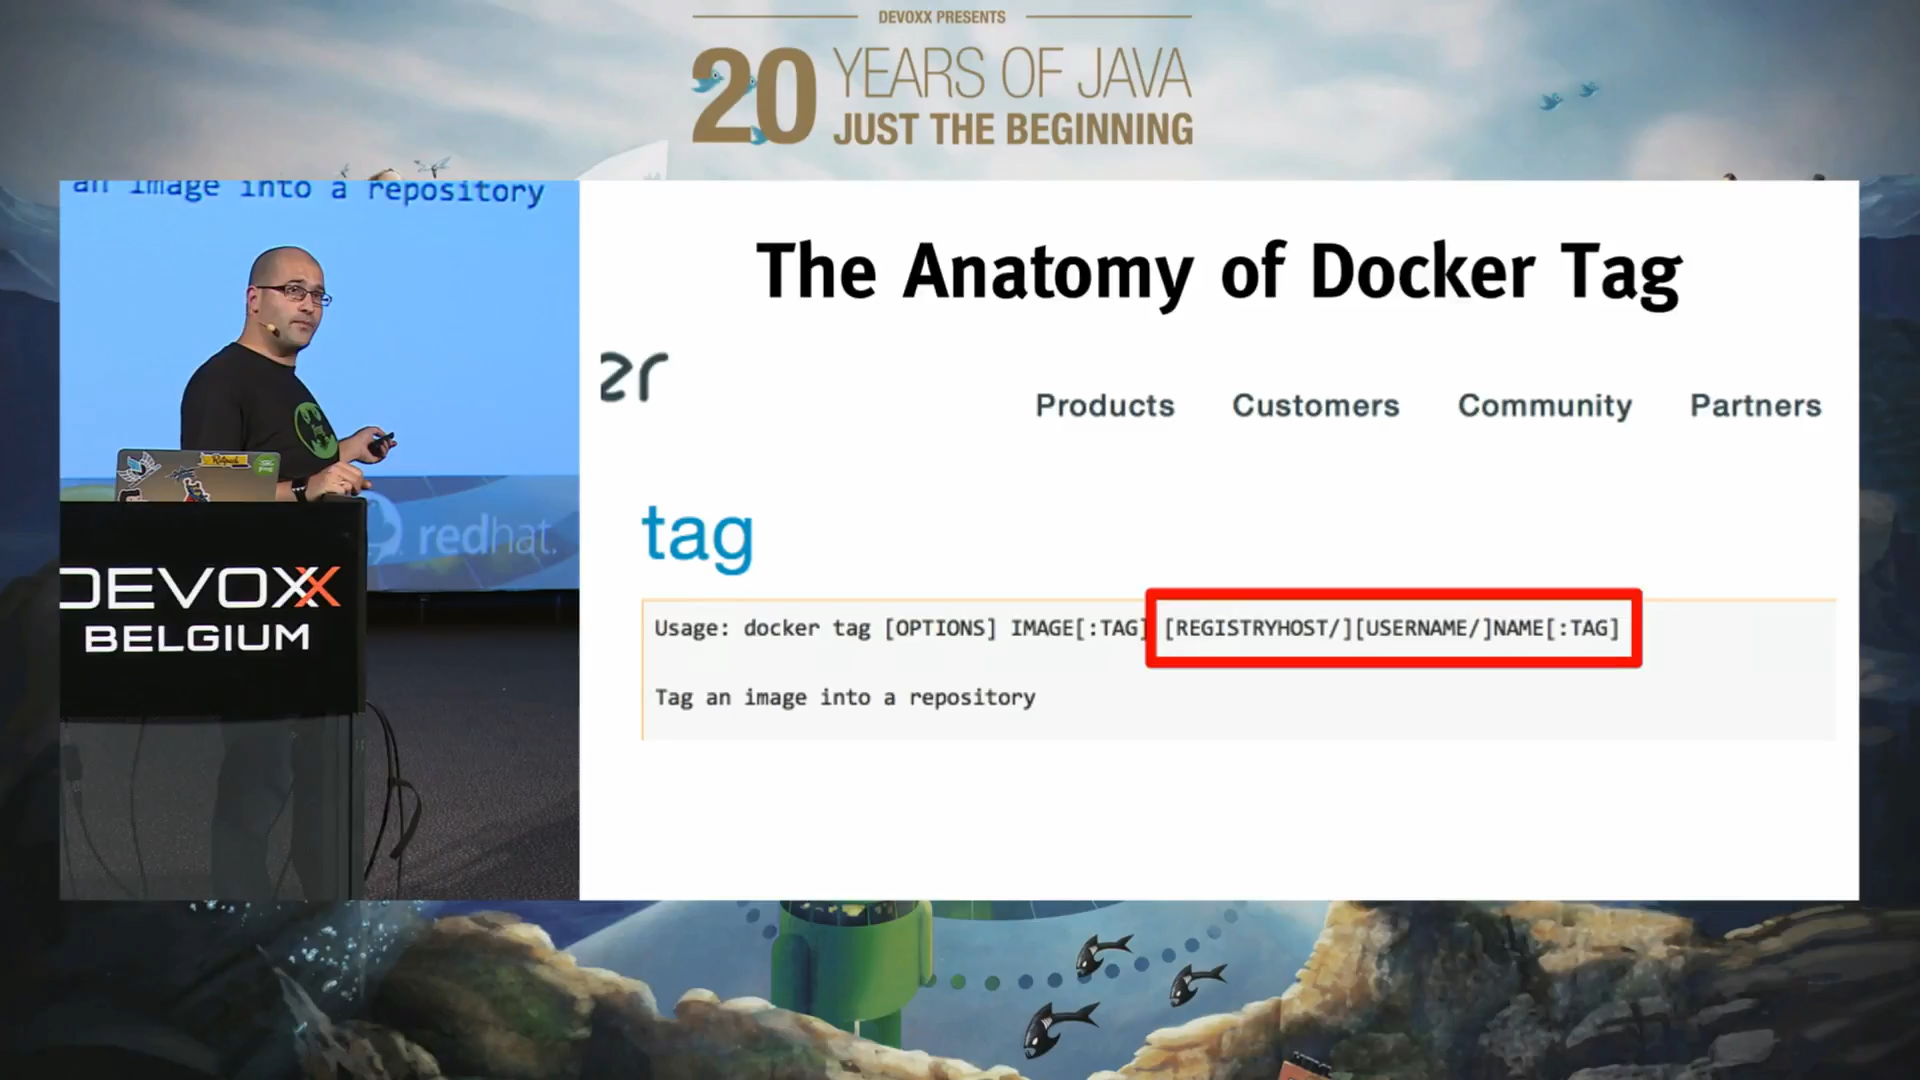 DEVOXX PRESENTS
20 YEARS OF JAVA
JUST THE BEGINNING
an image into a repository
The Anatomy of Docker Tag
er
Products Customers Community Partners
tag
Usage: docker tag [OPTIONS] IMAGE[:TAG] [REGISTRYHOST/][USERNAME/]NAME[:TAG]
Tag an image into a repository
redhat.
DEVOXX
BELGIUM